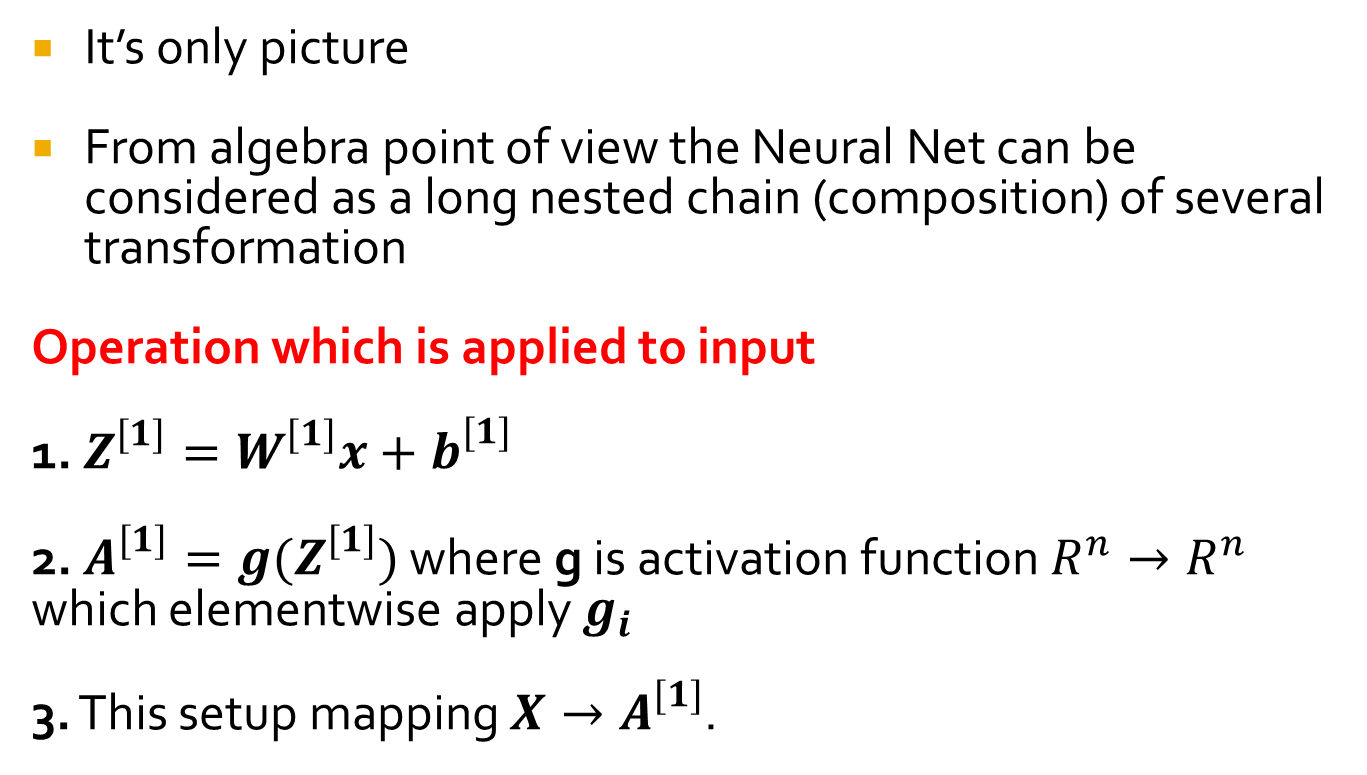 ▪ It’s only picture
▪ From algebra point of view the Neural Net can be
considered as a long nested chain (composition) of several
transformation
Operation which is applied to input
1. Z^[1] = W^[1]x + b^[1]
2. A^[1] = g(Z^[1]) where g is activation function R^n → R^n
which elementwise apply g_i
3. This setup mapping X → A^[1].